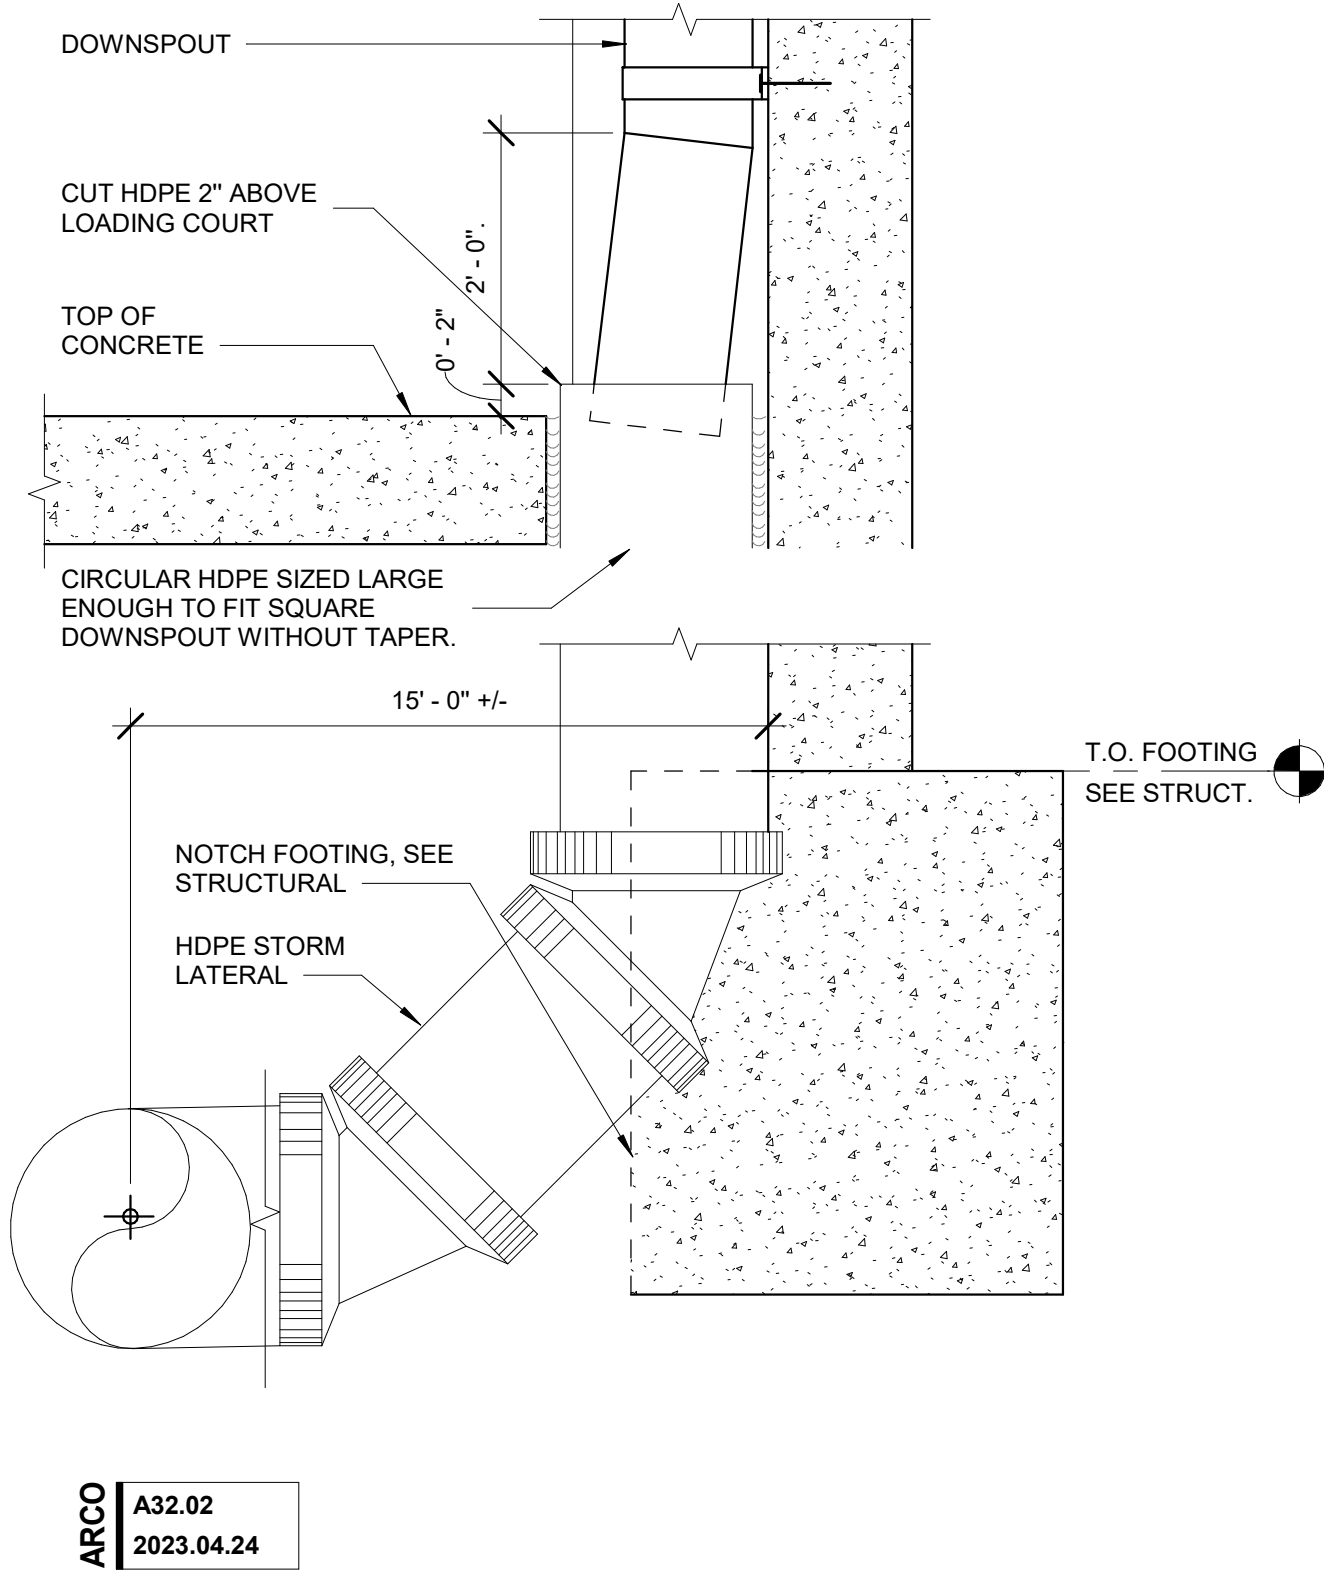 DOWNSPOUT
CUT HDPE 2" ABOVE
LOADING COURT
2' - 0".
0' - 2"
TOP OF
CONCRETE
CIRCULAR HDPE SIZED LARGE
ENOUGH TO FIT SQUARE
DOWNSPOUT WITHOUT TAPER.
15' - 0" +/-
T.O. FOOTING
SEE STRUCT.
NOTCH FOOTING, SEE
STRUCTURAL
HDPE STORM
LATERAL
ARCO
A32.02
2023.04.24